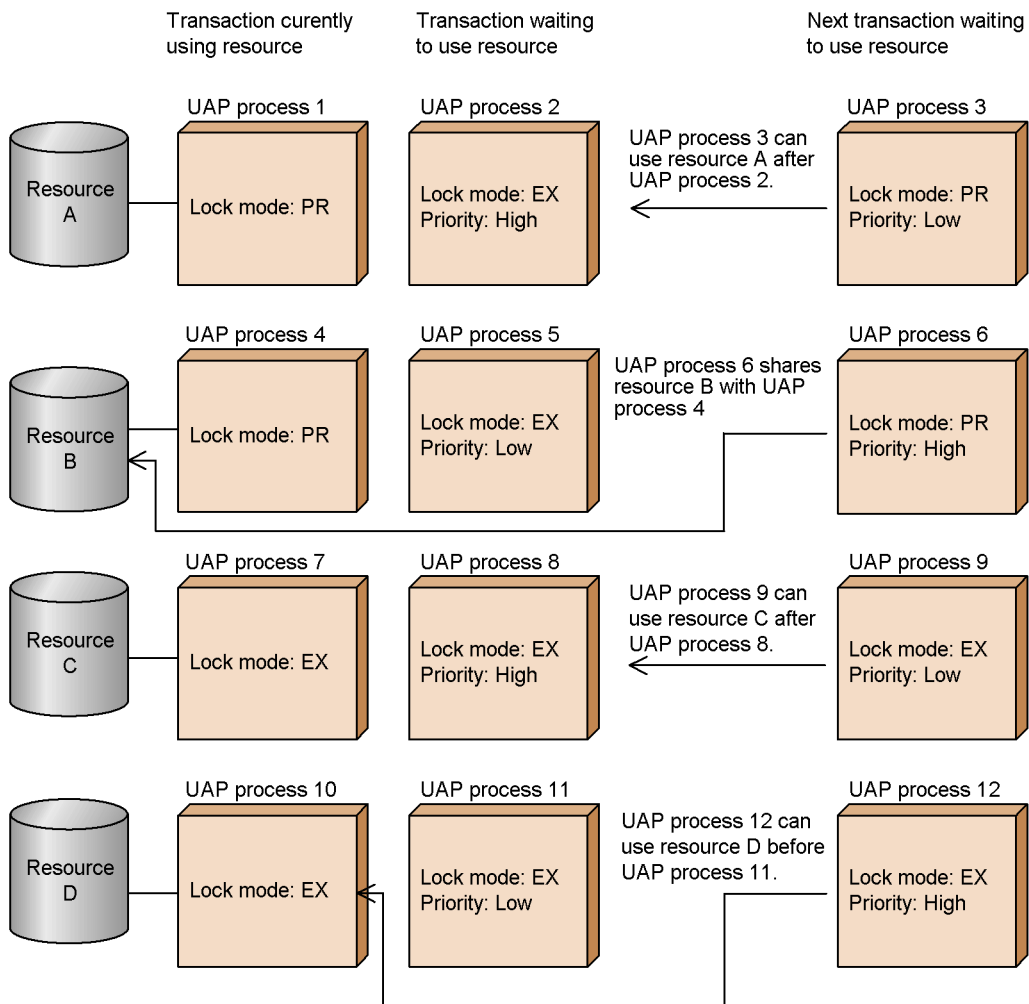 Transaction curently
using resource
Transaction waiting
to use resource
Next transaction waiting
to use resource
UAP process 1
UAP process 2
UAP process 3
Resource
A
Lock mode: PR
Lock mode: EX
Priority: High
UAP process 3 can
use resource A after
UAP process 2.
Lock mode: PR
Priority: Low
UAP process 4
UAP process 5
UAP process 6
Resource
B
Lock mode: PR
Lock mode: EX
Priority: Low
UAP process 6 shares
resource B with UAP
process 4
Lock mode: PR
Priority: High
UAP process 7
UAP process 8
UAP process 9
Resource
C
Lock mode: EX
Lock mode: EX
Priority: High
UAP process 9 can
use resource C after
UAP process 8.
Lock mode: EX
Priority: Low
UAP process 10
UAP process 11
UAP process 12
Resource
D
Lock mode: EX
Lock mode: EX
Priority: Low
UAP process 12 can
use resource D before
UAP process 11.
Lock mode: EX
Priority: High